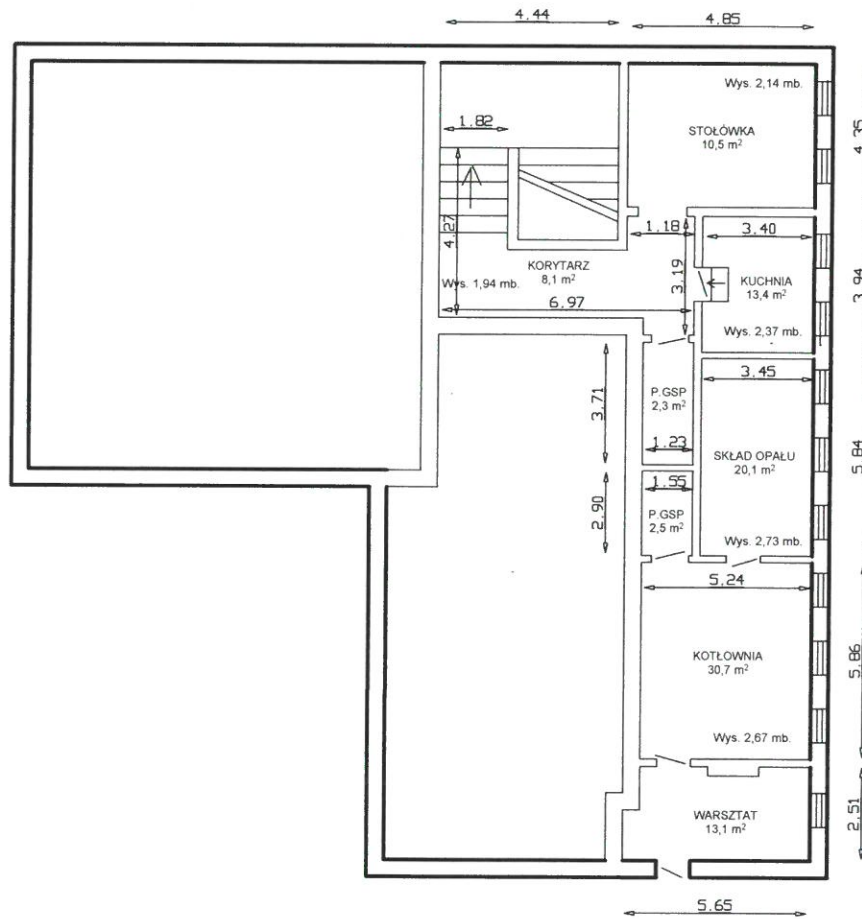 4.44
4.85
Wys. 2,14 mb.
1.82
STOŁÓWKA
10,5 m²
4.35
4.27
1.18
3.40
KORYTARZ
8,1 m²
3.19
KUCHNIA
13,4 m²
3.94
Wys. 1,94 mb.
6.97
Wys. 2,37 mb.
3.71
3.45
P.GSP
2,3 m²
1.23
SKŁAD OPAŁU
20,1 m²
5.84
1.55
2.90
P.GSP
2,5 m²
Wys. 2,73 mb.
5.24
KOTŁOWNIA
30,7 m²
5.86
Wys. 2,67 mb.
WARSZTAT
13,1 m²
2.51
5.65